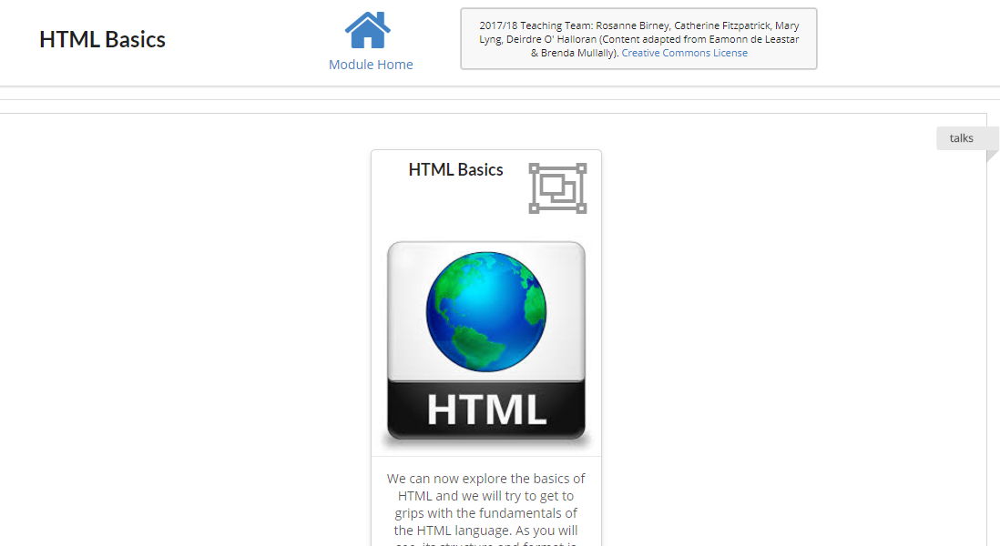 HTML Basics
Module Home
2017/18 Teaching Team: Rosanne Birney, Catherine Fitzpatrick, Mary
Lyng, Deirdre O' Halloran (Content adapted from Eamonn de Leastar
& Brenda Mullally). Creative Commons License
talks
HTML Basics
HTML
We can now explore the basics of
HTML and we will try to get to
grips with the fundamentals of
the HTML language. As you will
see, its structure and format is